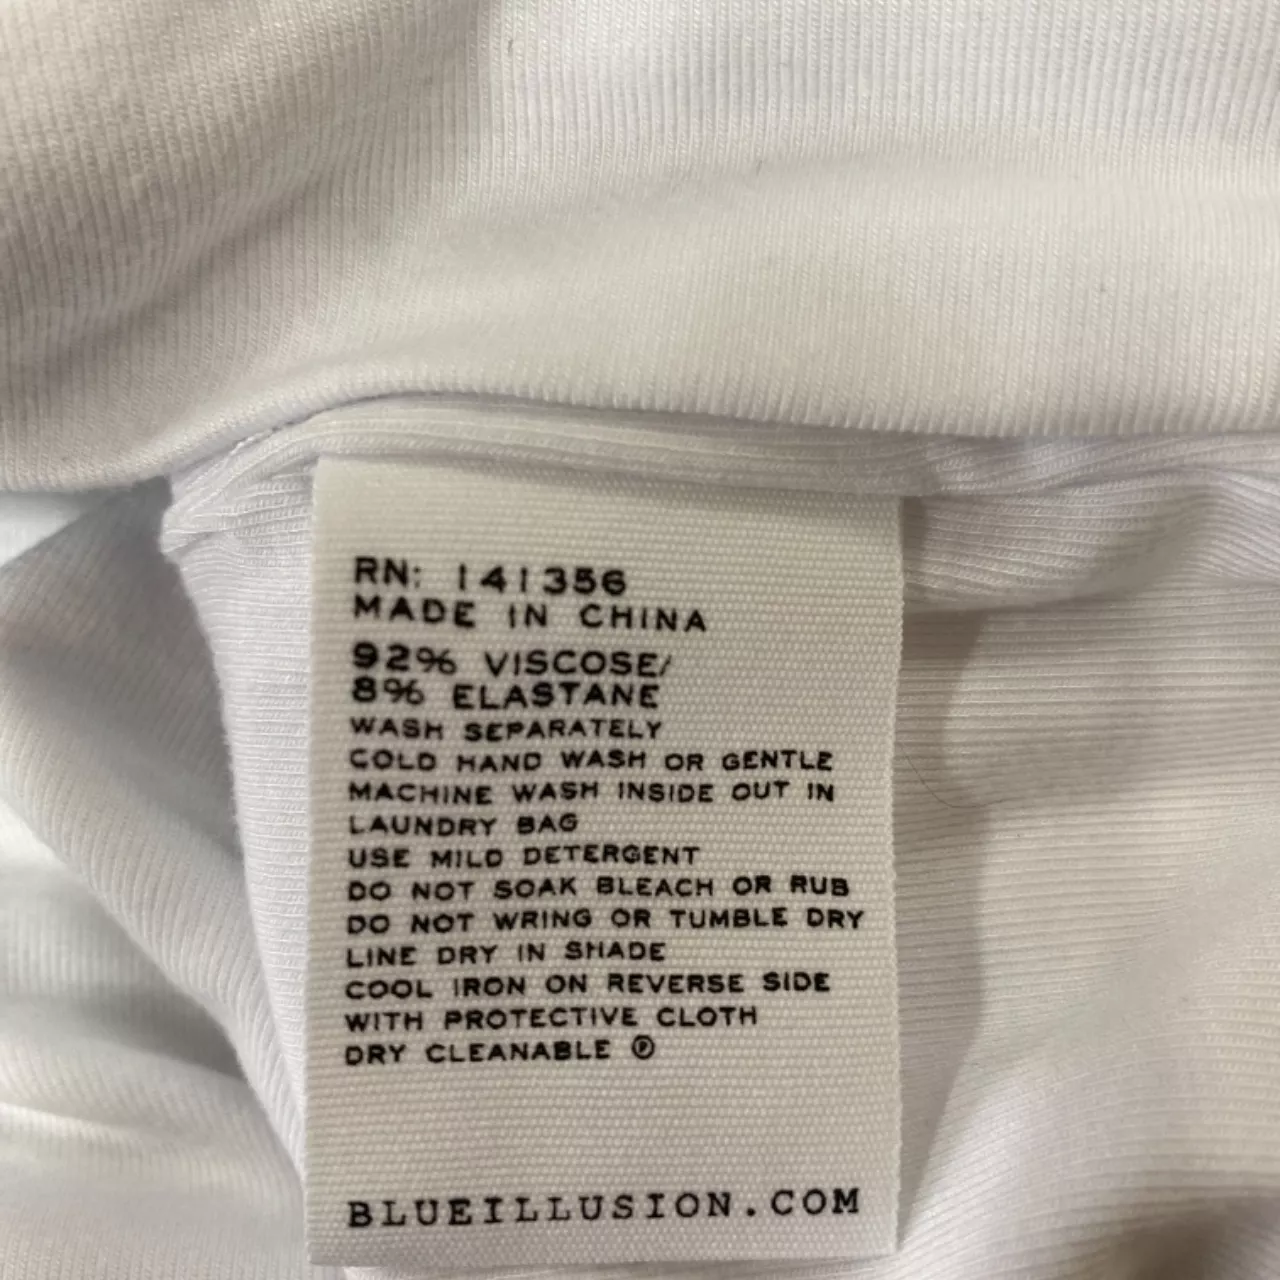 RN: 141356
MADE IN CHINA
92% VISCOSE/
8% ELASTANE
WASH SEPARATELY
COLD HAND WASH OR GENTLE
MACHINE WASH INSIDE OUT IN
LAUNDRY BAG
USE MILD DETERGENT
DO NOT SOAK BLEACH OR RUB
DO NOT WRING OR TUMBLE DRY
LINE DRY IN SHADE
COOL IRON ON REVERSE SIDE
WITH PROTECTIVE CLOTH
DRY CLEANABLE Ⓟ
BLUEILLUSION.COM